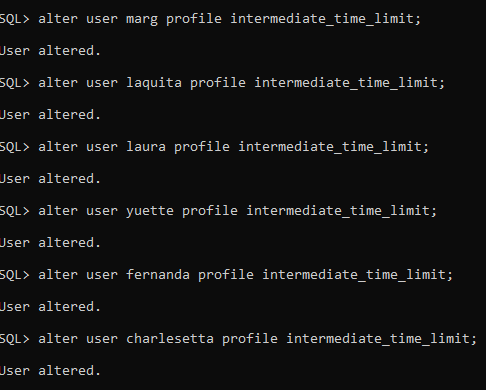 SQL> alter user marg profile intermediate_time_limit;
User altered.
SQL> alter user laquita profile intermediate_time_limit;
User altered.
SQL> alter user laura profile intermediate_time_limit;
User altered.
SQL> alter user yuette profile intermediate_time_limit;
User altered.
SQL> alter user fernanda profile intermediate_time_limit;
User altered.
SQL> alter user charlesetta profile intermediate_time_limit;
User altered.